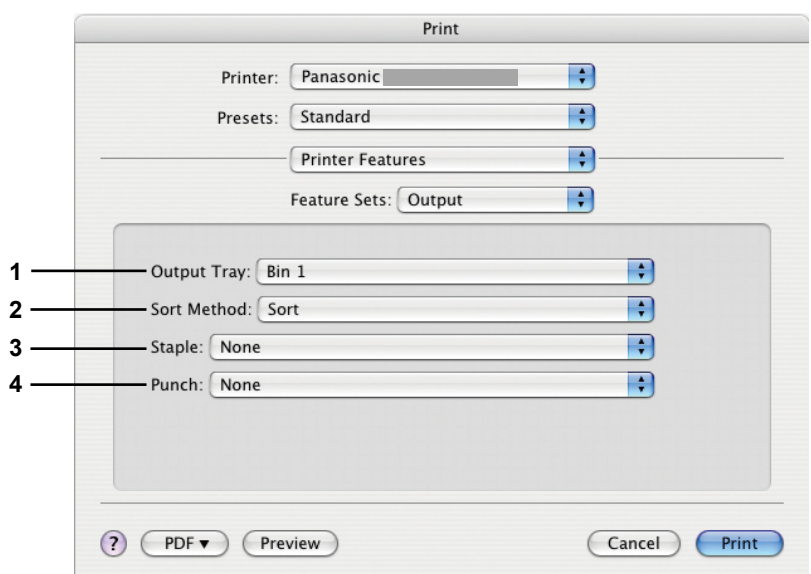 Print
Printer: Panasonic
Presets: Standard
Printer Features
Feature Sets: Output
1 Output Tray: Bin 1
2 Sort Method: Sort
3 Staple: None
4 Punch: None
? PDF ▼ Preview Cancel Print